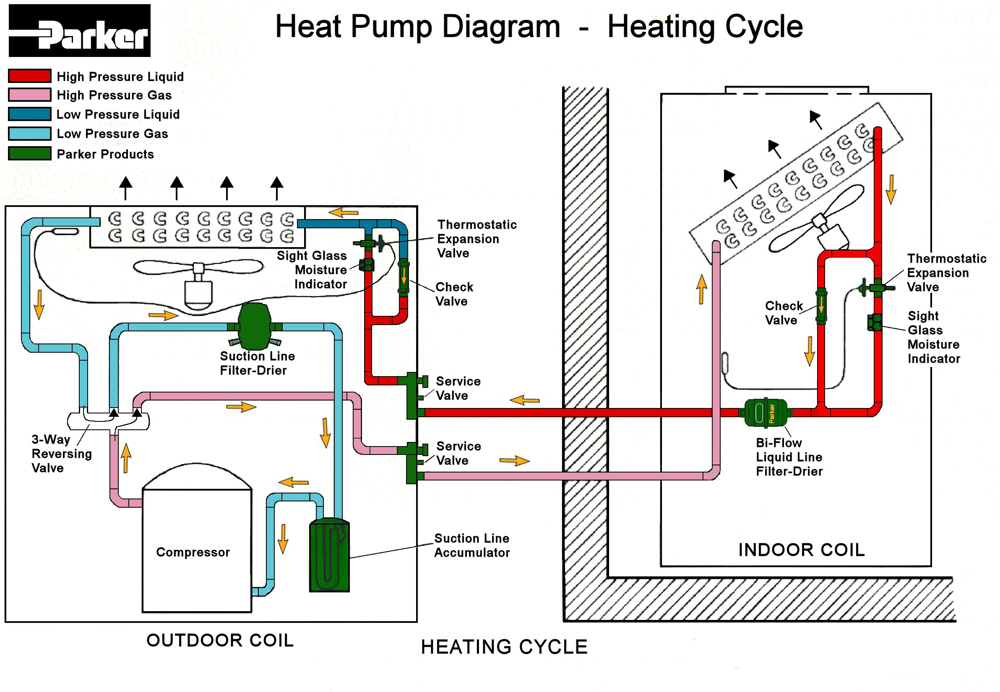 Parker
Heat Pump Diagram - Heating Cycle
High Pressure Liquid
High Pressure Gas
Low Pressure Liquid
Low Pressure Gas
Parker Products
Thermostatic
Expansion
Valve
Sight Glass
Moisture
Indicator
Check
Valve
Suction Line
Filter-Drier
Service
Valve
3-Way
Reversing
Valve
Service
Valve
Compressor
Suction Line
Accumulator
OUTDOOR COIL
HEATING CYCLE
Thermostatic
Expansion
Valve
Check
Valve
Sight
Glass
Moisture
Indicator
Parker
Bi-Flow
Liquid Line
Filter-Drier
INDOOR COIL